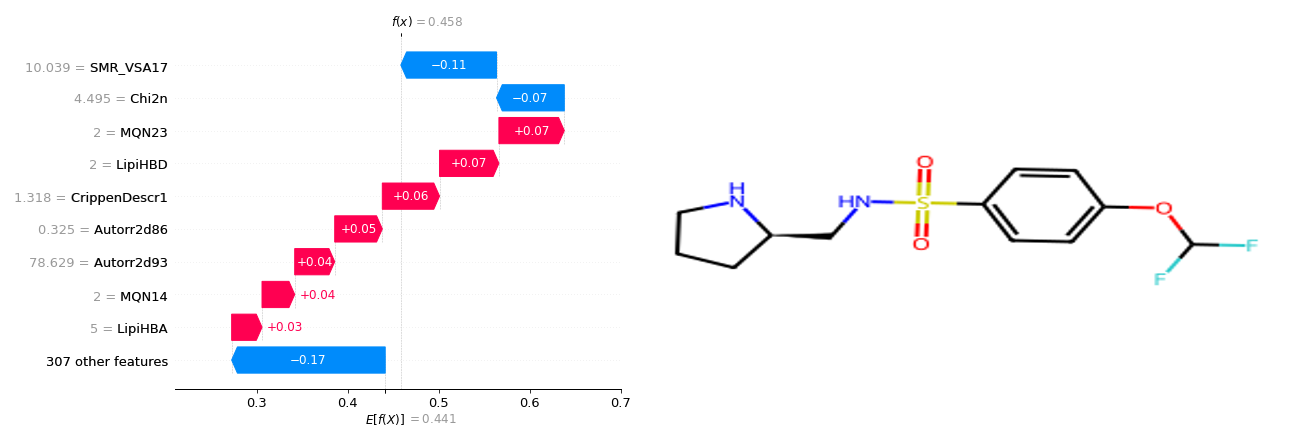 f(x) = 0.458
10.039 = SMR_VSA17 −0.11
4.495 = Chi2n −0.07
2 = MQN23 +0.07
2 = LipiHBD +0.07
1.318 = CrippenDescr1 +0.06
0.325 = Autorr2d86 +0.05
78.629 = Autorr2d93 +0.04
2 = MQN14 +0.04
5 = LipiHBA +0.03
307 other features −0.17
0.3 0.4 0.5 0.6 0.7
E[f(X)] = 0.441
H
N
HN
O
S
O
O
F
F